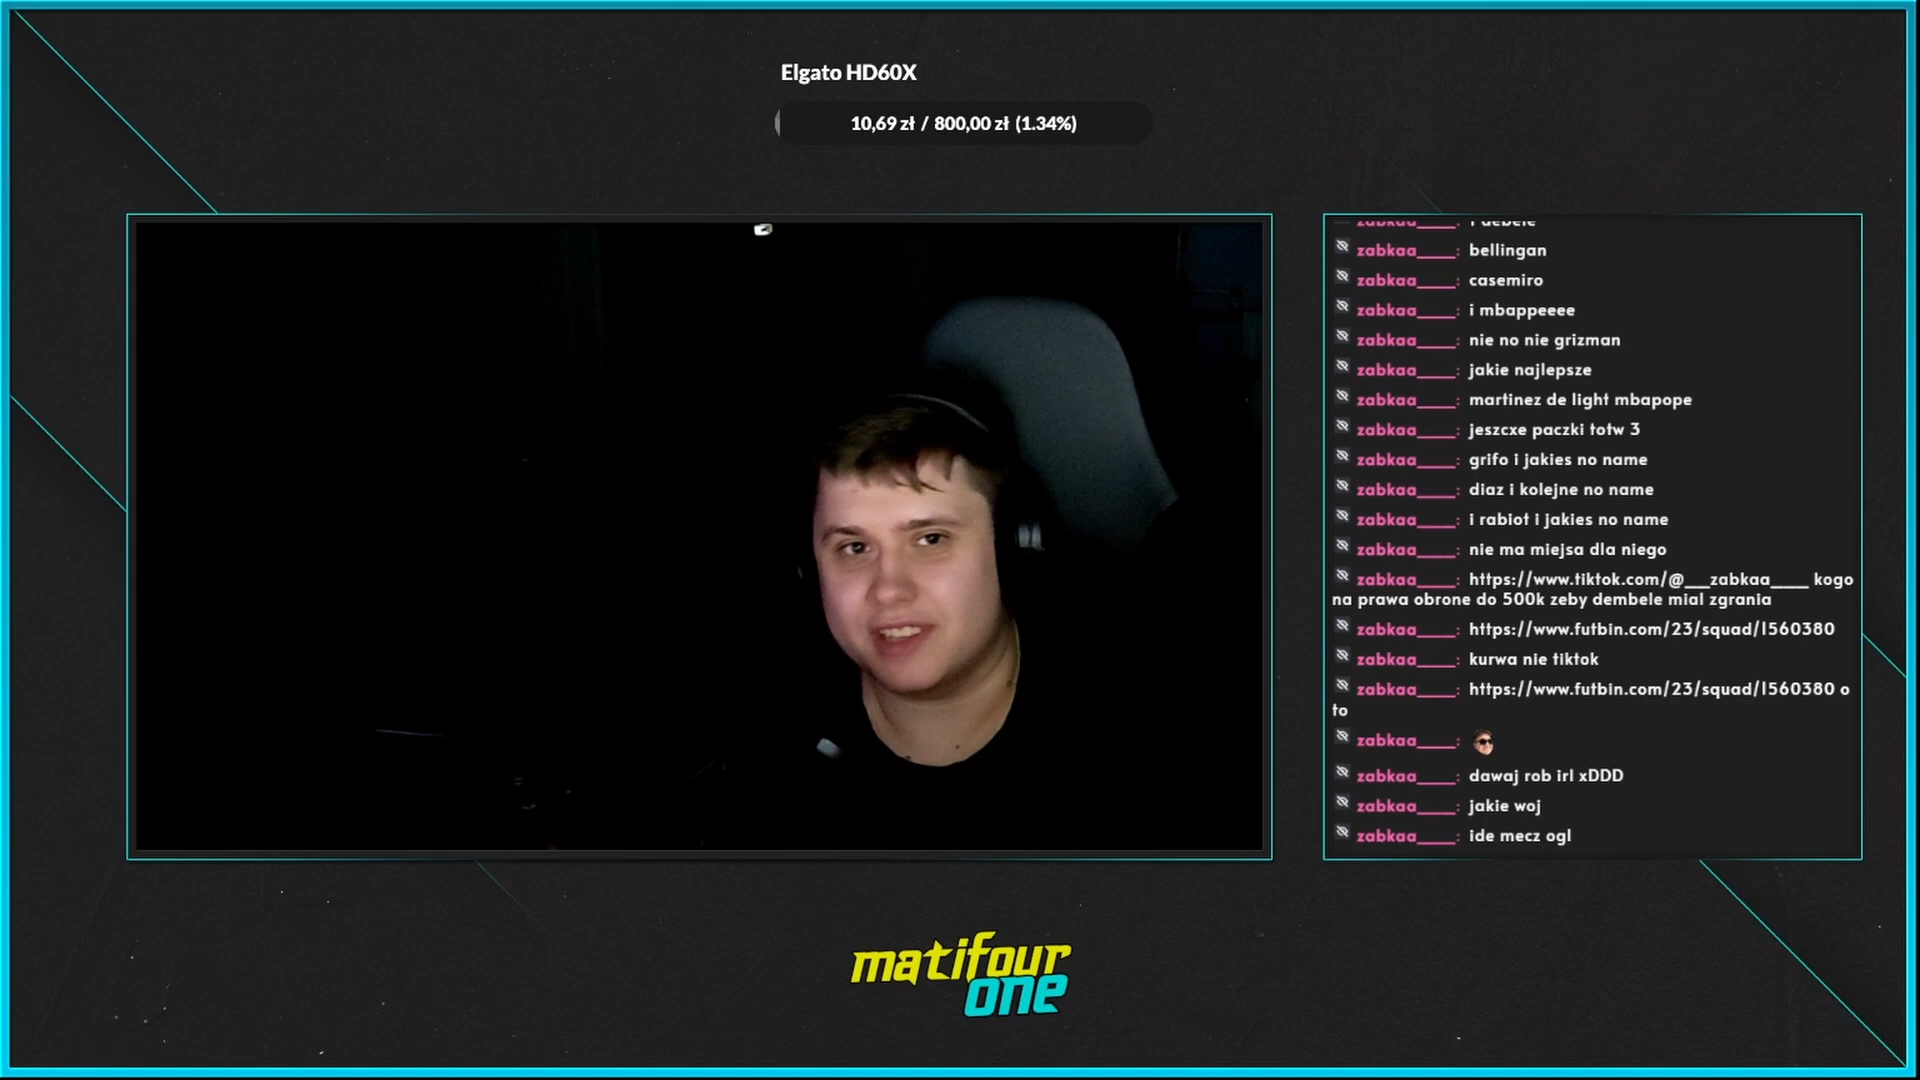 Elgato HD60X
10,69 zł / 800,00 zł (1.34%)
zabkaa____: i debele
zabkaa____: bellingan
zabkaa____: casemiro
zabkaa____: i mbappeeee
zabkaa____: nie no nie grizman
zabkaa____: jakie najlepsze
zabkaa____: martinez de light mbapope
zabkaa____: jeszcxe paczki totw 3
zabkaa____: grifo i jakies no name
zabkaa____: diaz i kolejne no name
zabkaa____: i rabiot i jakies no name
zabkaa____: nie ma miejsa dla niego
zabkaa____: https://www.tiktok.com/@__zabkaa____ kogo
na prawa obrone do 500k zeby dembele mial zgrania
zabkaa____: https://www.futbin.com/23/squad/1560380
zabkaa____: kurwa nie tiktok
zabkaa____: https://www.futbin.com/23/squad/1560380 o
to
zabkaa____:
zabkaa____: dawaj rob irl xDDD
zabkaa____: jakie woj
zabkaa____: ide mecz ogl
matifour
one